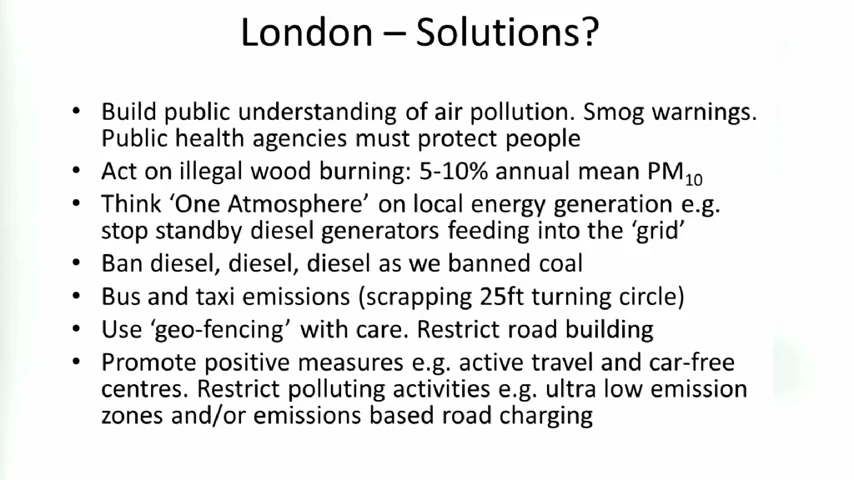 London – Solutions?
• Build public understanding of air pollution. Smog warnings.
Public health agencies must protect people
• Act on illegal wood burning: 5-10% annual mean PM10
• Think ‘One Atmosphere’ on local energy generation e.g.
stop standby diesel generators feeding into the ‘grid’
• Ban diesel, diesel, diesel as we banned coal
• Bus and taxi emissions (scrapping 25ft turning circle)
• Use ‘geo-fencing’ with care. Restrict road building
• Promote positive measures e.g. active travel and car-free
centres. Restrict polluting activities e.g. ultra low emission
zones and/or emissions based road charging